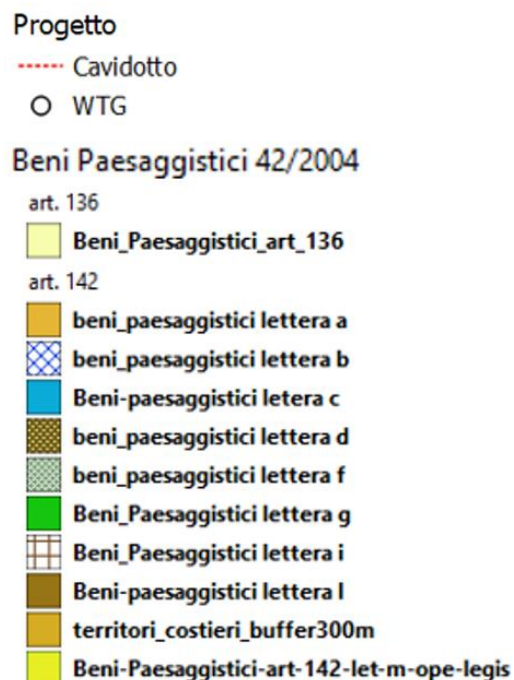 Progetto
Cavidotto
WTG
Beni Paesaggistici 42/2004
art. 136
Beni_Paesaggistici_art_136
art. 142
beni_paesaggistici lettera a
beni_paesaggistici lettera b
Beni-paesaggistici letera c
beni_paesaggistici lettera d
beni_paesaggistici lettera f
Beni_Paesaggistici lettera g
Beni_Paesaggistici lettera i
Beni-paesaggistici lettera l
territori_costieri_buffer300m
Beni-Paesaggistici-art-142-let-m-ope-legis